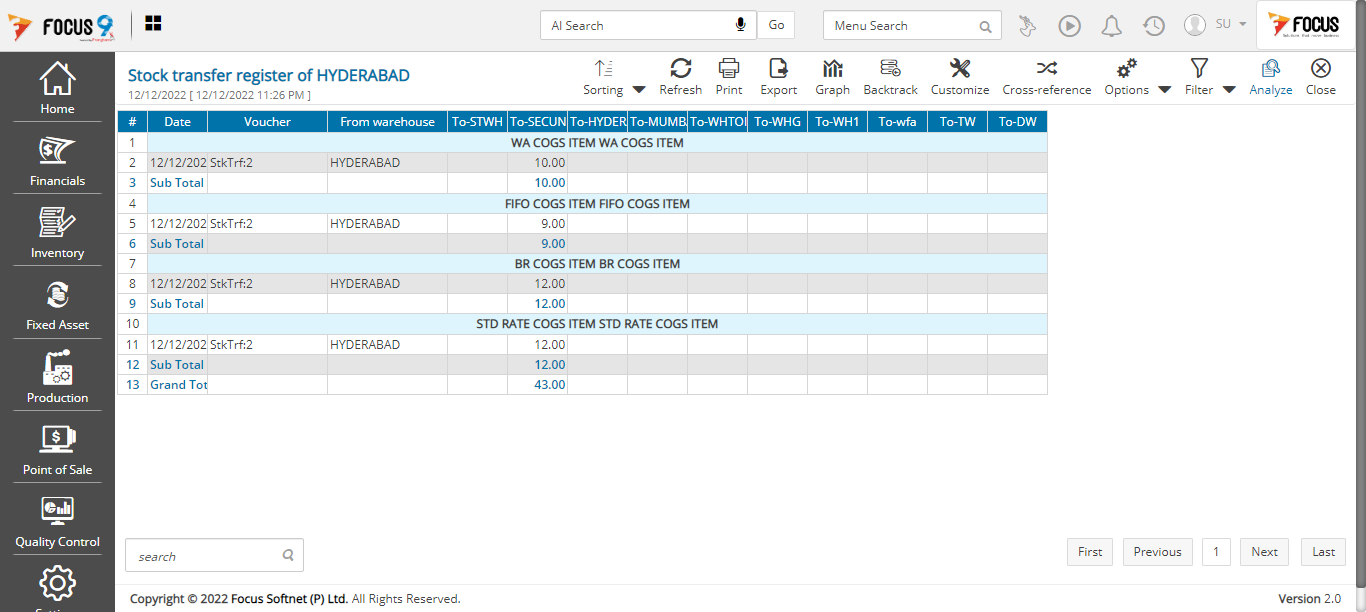 FOCUS 9
AI Search Go Menu Search SU FOCUS
Stock transfer register of HYDERABAD
12/12/2022 [ 12/12/2022 11:26 PM ]
Sorting Refresh Print Export Graph Backtrack Customize Cross-reference Options Filter Analyze Close
# Date Voucher From warehouse To-STWH To-SECUN To-HYDER To-MUMB To-WHTOI To-WHG To-WH1 To-wfa To-TW To-DW
1 WA COGS ITEM WA COGS ITEM
2 12/12/202 StkTrf:2 HYDERABAD 10.00
3 Sub Total 10.00
4 FIFO COGS ITEM FIFO COGS ITEM
5 12/12/202 StkTrf:2 HYDERABAD 9.00
6 Sub Total 9.00
7 BR COGS ITEM BR COGS ITEM
8 12/12/202 StkTrf:2 HYDERABAD 12.00
9 Sub Total 12.00
10 STD RATE COGS ITEM STD RATE COGS ITEM
11 12/12/202 StkTrf:2 HYDERABAD 12.00
12 Sub Total 12.00
13 Grand Tot 43.00
Home
Financials
Inventory
Fixed Asset
Production
Point of Sale
Quality Control
search
First Previous 1 Next Last
Copyright © 2022 Focus Softnet (P) Ltd. All Rights Reserved. Version 2.0